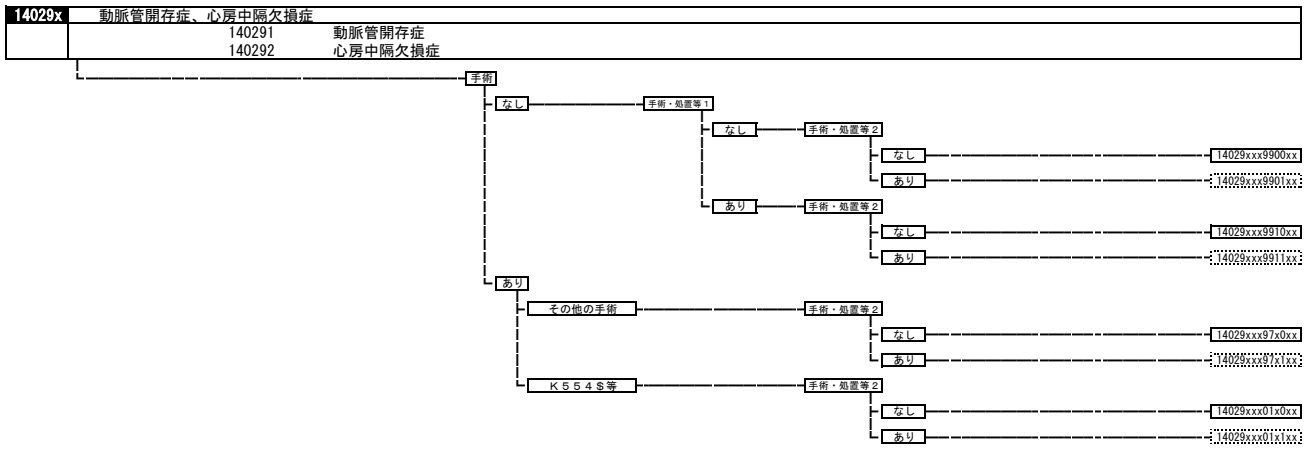 14029x 動脈管開存症、心房中隔欠損症
140291 動脈管開存症
140292 心房中隔欠損症
手術
なし 手術・処置等1
なし 手術・処置等2
なし 14029xxx9900xx
あり 14029xxx9901xx
あり 手術・処置等2
なし 14029xxx9910xx
あり 14029xxx9911xx
あり
その他の手術 手術・処置等2
なし 14029xxx97x0xx
あり 14029xxx97x1xx
K554$等 手術・処置等2
なし 14029xxx01x0xx
あり 14029xxx01x1xx